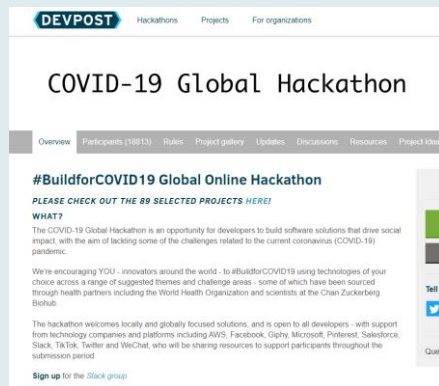 DEVPOST Hackathons Projects For organizations
COVID-19 Global Hackathon
Overview Participants (18813) Rules Project gallery Updates Discussions Resources Project Idea
#BuildforCOVID19 Global Online Hackathon
PLEASE CHECK OUT THE 89 SELECTED PROJECTS HERE!
WHAT?
The COVID-19 Global Hackathon is an opportunity for developers to build software solutions that drive social
impact, with the aim of tackling some of the challenges related to the current coronavirus (COVID-19)
pandemic.
We're encouraging YOU - innovators around the world - to #BuildforCOVID19 using technologies of your
choice across a range of suggested themes and challenge areas - some of which have been sourced
through health partners including the World Health Organization and scientists at the Chan Zuckerberg
Biohub.
The hackathon welcomes locally and globally focused solutions, and is open to all developers - with support
from technology companies and platforms including AWS, Facebook, Giphy, Microsoft, Pinterest, Salesforce,
Slack, TikTok, Twitter and WeChat, who will be sharing resources to support participants throughout the
submission period.
Sign up for the Slack group
Tell
Que